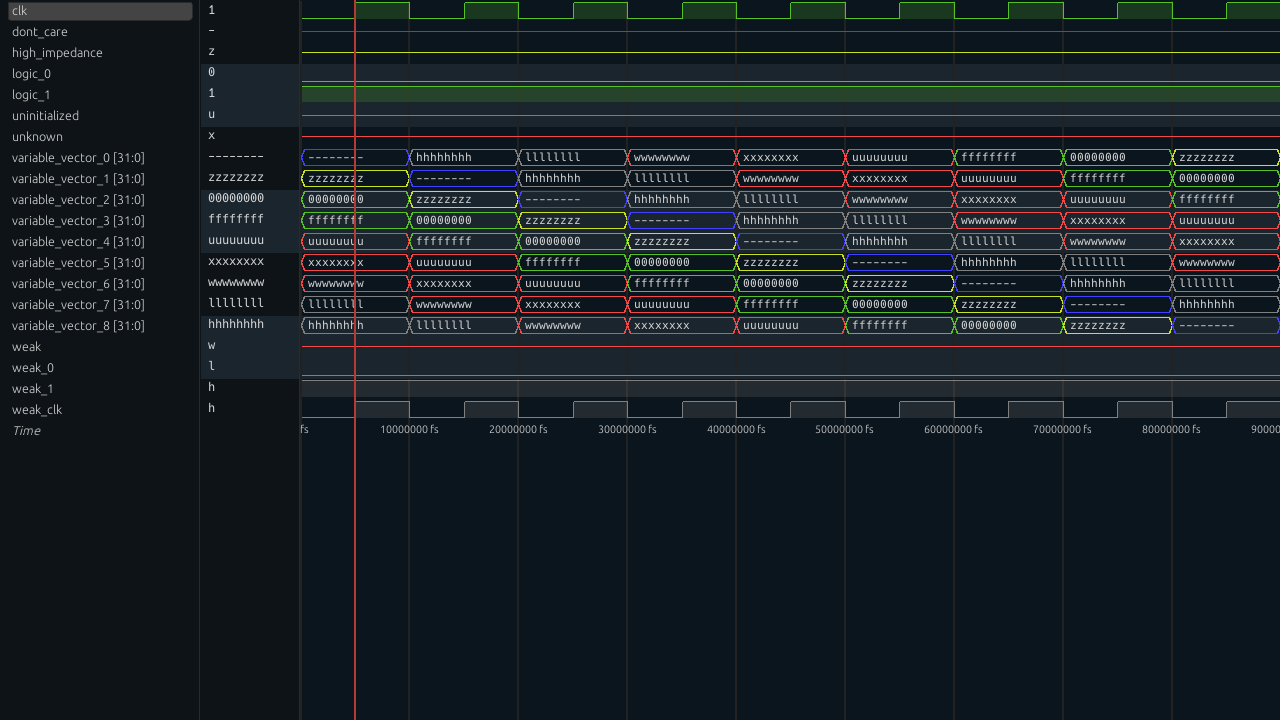 clk 1
dont_care -
high_impedance z
logic_0 0
logic_1 1
uninitialized u
unknown x
variable_vector_0 [31:0] -------- -------- hhhhhhhh llllllll wwwwwwww xxxxxxxx uuuuuuuu ffffffff 00000000 zzzzzzzz
variable_vector_1 [31:0] zzzzzzzz zzzzzzzz -------- hhhhhhhh llllllll wwwwwwww xxxxxxxx uuuuuuuu ffffffff 00000000
variable_vector_2 [31:0] 00000000 00000000 zzzzzzzz -------- hhhhhhhh llllllll wwwwwwww xxxxxxxx uuuuuuuu ffffffff
variable_vector_3 [31:0] ffffffff ffffffff 00000000 zzzzzzzz -------- hhhhhhhh llllllll wwwwwwww xxxxxxxx uuuuuuuu
variable_vector_4 [31:0] uuuuuuuu uuuuuuuu ffffffff 00000000 zzzzzzzz -------- hhhhhhhh llllllll wwwwwwww xxxxxxxx
variable_vector_5 [31:0] xxxxxxxx xxxxxxxx uuuuuuuu ffffffff 00000000 zzzzzzzz -------- hhhhhhhh llllllll wwwwwwww
variable_vector_6 [31:0] wwwwwwww wwwwwwww xxxxxxxx uuuuuuuu ffffffff 00000000 zzzzzzzz -------- hhhhhhhh llllllll
variable_vector_7 [31:0] llllllll llllllll wwwwwwww xxxxxxxx uuuuuuuu ffffffff 00000000 zzzzzzzz -------- hhhhhhhh
variable_vector_8 [31:0] hhhhhhhh hhhhhhhh llllllll wwwwwwww xxxxxxxx uuuuuuuu ffffffff 00000000 zzzzzzzz --------
weak w
weak_0 l
weak_1 h
weak_clk h
Time fs 10000000 fs 20000000 fs 30000000 fs 40000000 fs 50000000 fs 60000000 fs 70000000 fs 80000000 fs 90000